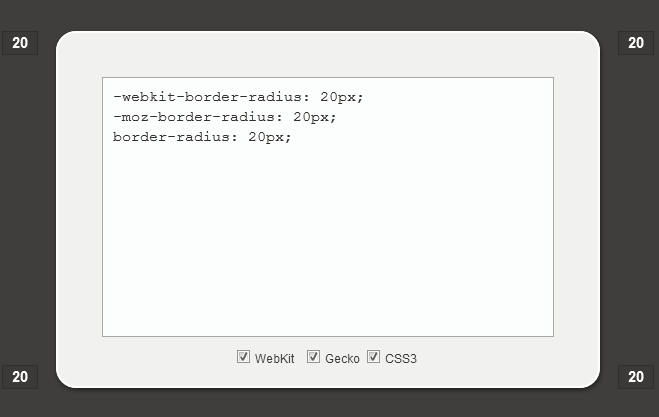 20
20
-webkit-border-radius: 20px;
-moz-border-radius: 20px;
border-radius: 20px;
WebKit Gecko CSS3
20
20